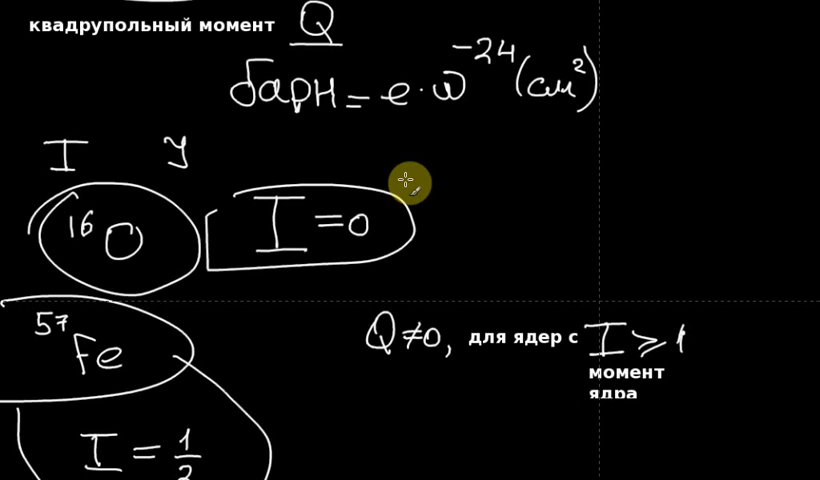 квадрупольный момент
Q
барн = e·10⁻²⁴(см²)
I У
¹⁶O I = 0
⁵⁷Fe
Q ≠ 0, для ядер с I ⩾ 1
момент
ядра
I = 1/2